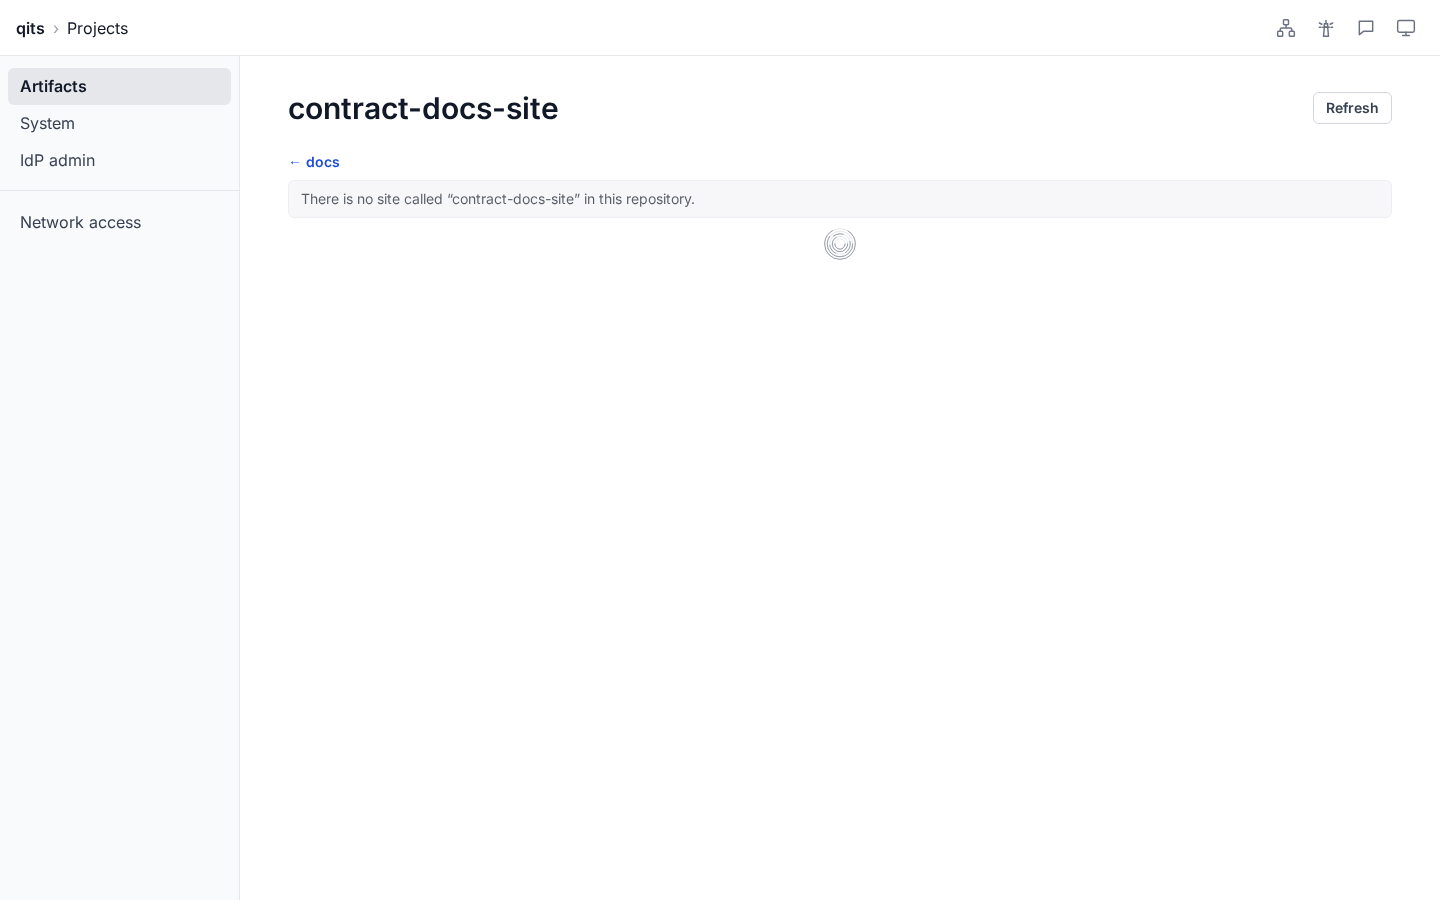 qits › Projects
Artifacts
System
IdP admin
Network access
contract-docs-site
Refresh
← docs
There is no site called “contract-docs-site” in this repository.